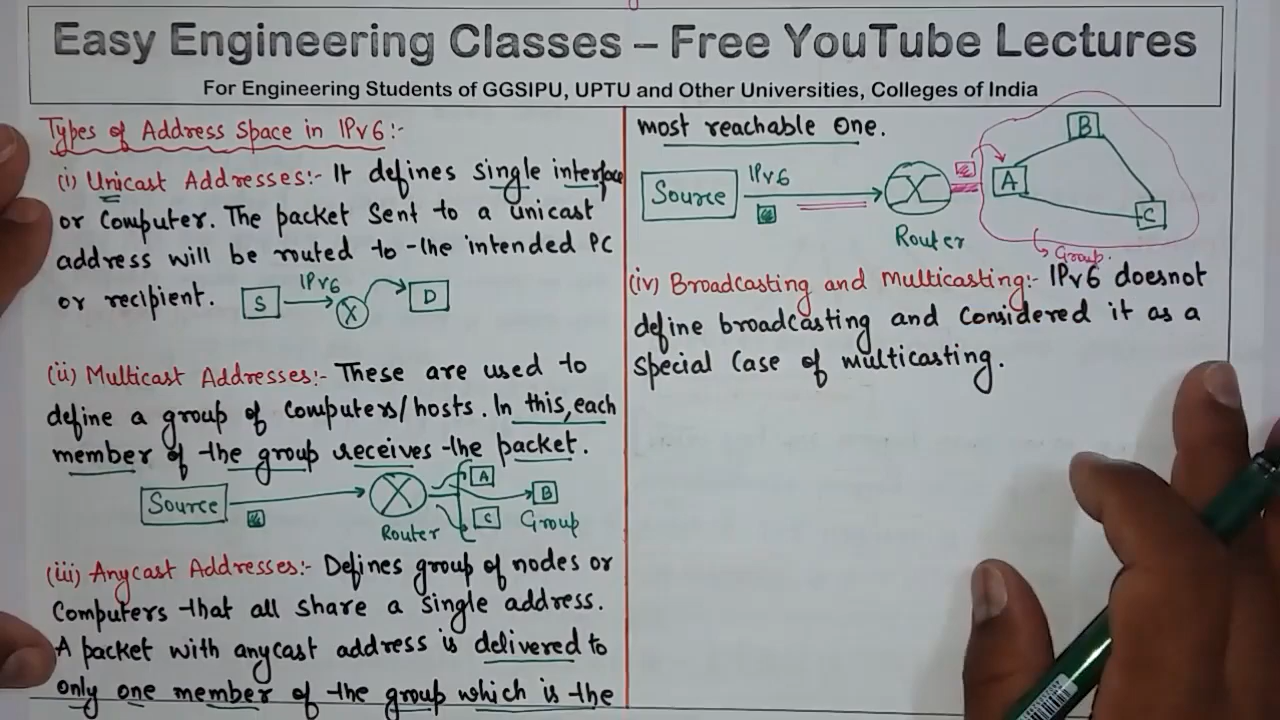 Easy Engineering Classes – Free YouTube Lectures
For Engineering Students of GGSIPU, UPTU and Other Universities, Colleges of India
Types of Address Space in IPv6:-
(i) Unicast Addresses:- It defines single interface
or Computer. The packet Sent to a unicast
address will be routed to the intended PC
or recipient.
IPv6
S
D
(ii) Multicast Addresses:- These are used to
define a group of Computers/hosts. In this, each
member of the group receives the packet.
Source
Router
A
B
C
Group
(iii) Anycast Addresses:- Defines group of nodes or
Computers that all share a single address.
A packet with anycast address is delivered to
only one member of the group which is the
most reachable one.
Source
IPv6
Router
A
B
C
Group.
(iv) Broadcasting and Multicasting:- IPv6 doesnot
define broadcasting and Considered it as a
special Case of multicasting.